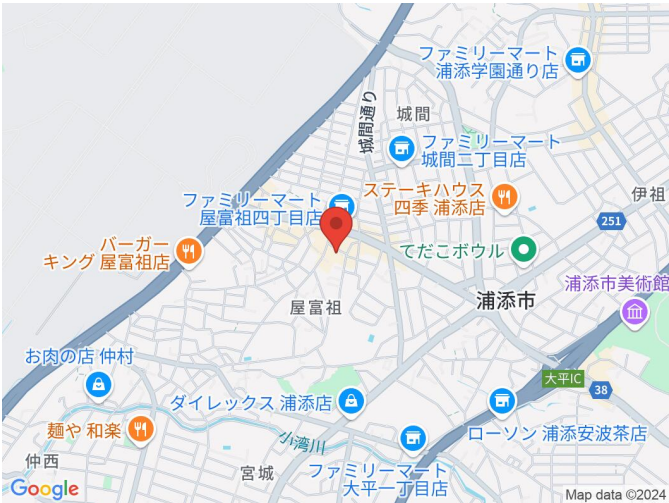 ファミリーマート
浦添学園通り店
城間通り
城間
ファミリーマート
城間二丁目店
伊祖
ステーキハウス
四季 浦添店
ファミリーマート
屋富祖四丁目店
251
バーガー
キング 屋富祖店
てだこボウル
浦添市美術館
浦添市
屋富祖
お肉の店 仲村
大平IC
38
ダイレックス 浦添店
麺や 和楽
小湾川
ローソン 浦添安波茶店
仲西
宮城
ファミリーマート
大平一丁目店
Google
Map data ©2024